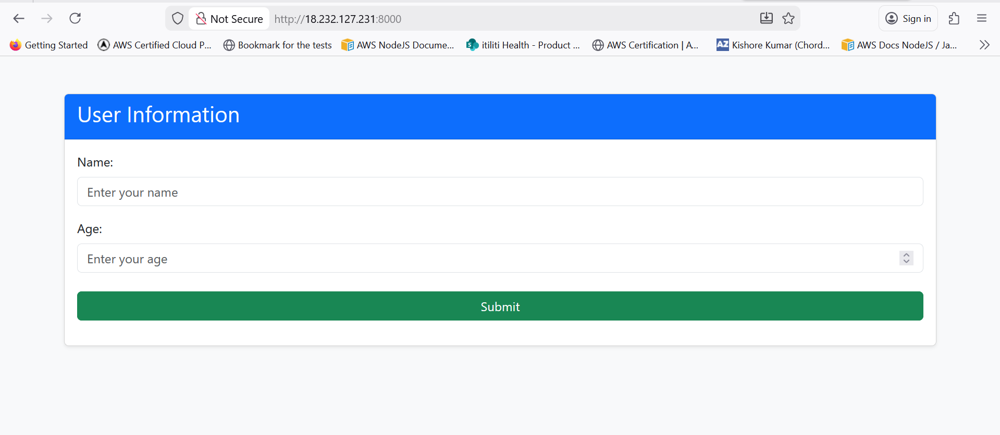 Not Secure http://18.232.127.231:8000 Sign in
Getting Started AWS Certified Cloud P... Bookmark for the tests AWS NodeJS Docume... itiliti Health - Product ... AWS Certification | A... AZ Kishore Kumar (Chord... AWS Docs NodeJS / Ja...
User Information
Name:
Enter your name
Age:
Enter your age
Submit